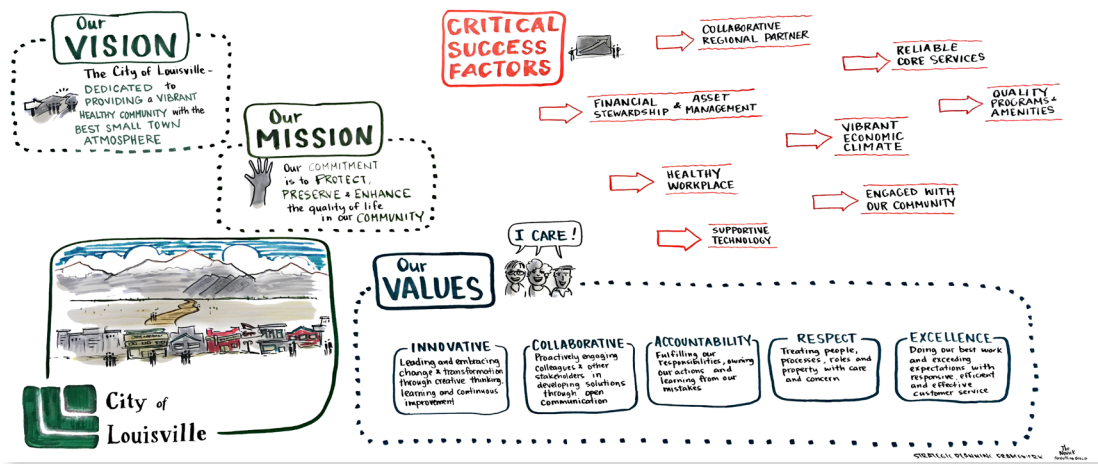 Our
VISION
The City of Louisville -
DEDICATED to
PROVIDING a VIBRANT
HEALTHY COMMUNITY with the
BEST SMALL TOWN
ATMOSPHERE
Our
MISSION
Our COMMITMENT
is to PROTECT,
PRESERVE & ENHANCE
the quality of life
in our COMMUNITY
City of
Louisville
CRITICAL
SUCCESS
FACTORS
COLLABORATIVE
REGIONAL PARTNER
RELIABLE
CORE SERVICES
FINANCIAL & ASSET
STEWARDSHIP MANAGEMENT
QUALITY
PROGRAMS &
AMENITIES
VIBRANT
ECONOMIC
CLIMATE
HEALTHY
WORKPLACE
ENGAGED WITH
OUR COMMUNITY
SUPPORTIVE
TECHNOLOGY
I CARE!
Our
VALUES
INNOVATIVE
Leading and embracing
change & transformation
through creative thinking,
learning and continuous
improvement
COLLABORATIVE
Proactively engaging
colleagues & other
stakeholders in
developing solutions
through open
communication
ACCOUNTABILITY
Fulfilling our
responsibilities, owning
our actions and
learning from our
mistakes
RESPECT
Treating people,
processes, roles and
property with care
and concern
EXCELLENCE
Doing our best work
and exceeding
expectations with
responsive, efficient
and effective
customer service
STRATEGIC PLANNING FRAMEWORK
The
Novak
Consulting Group